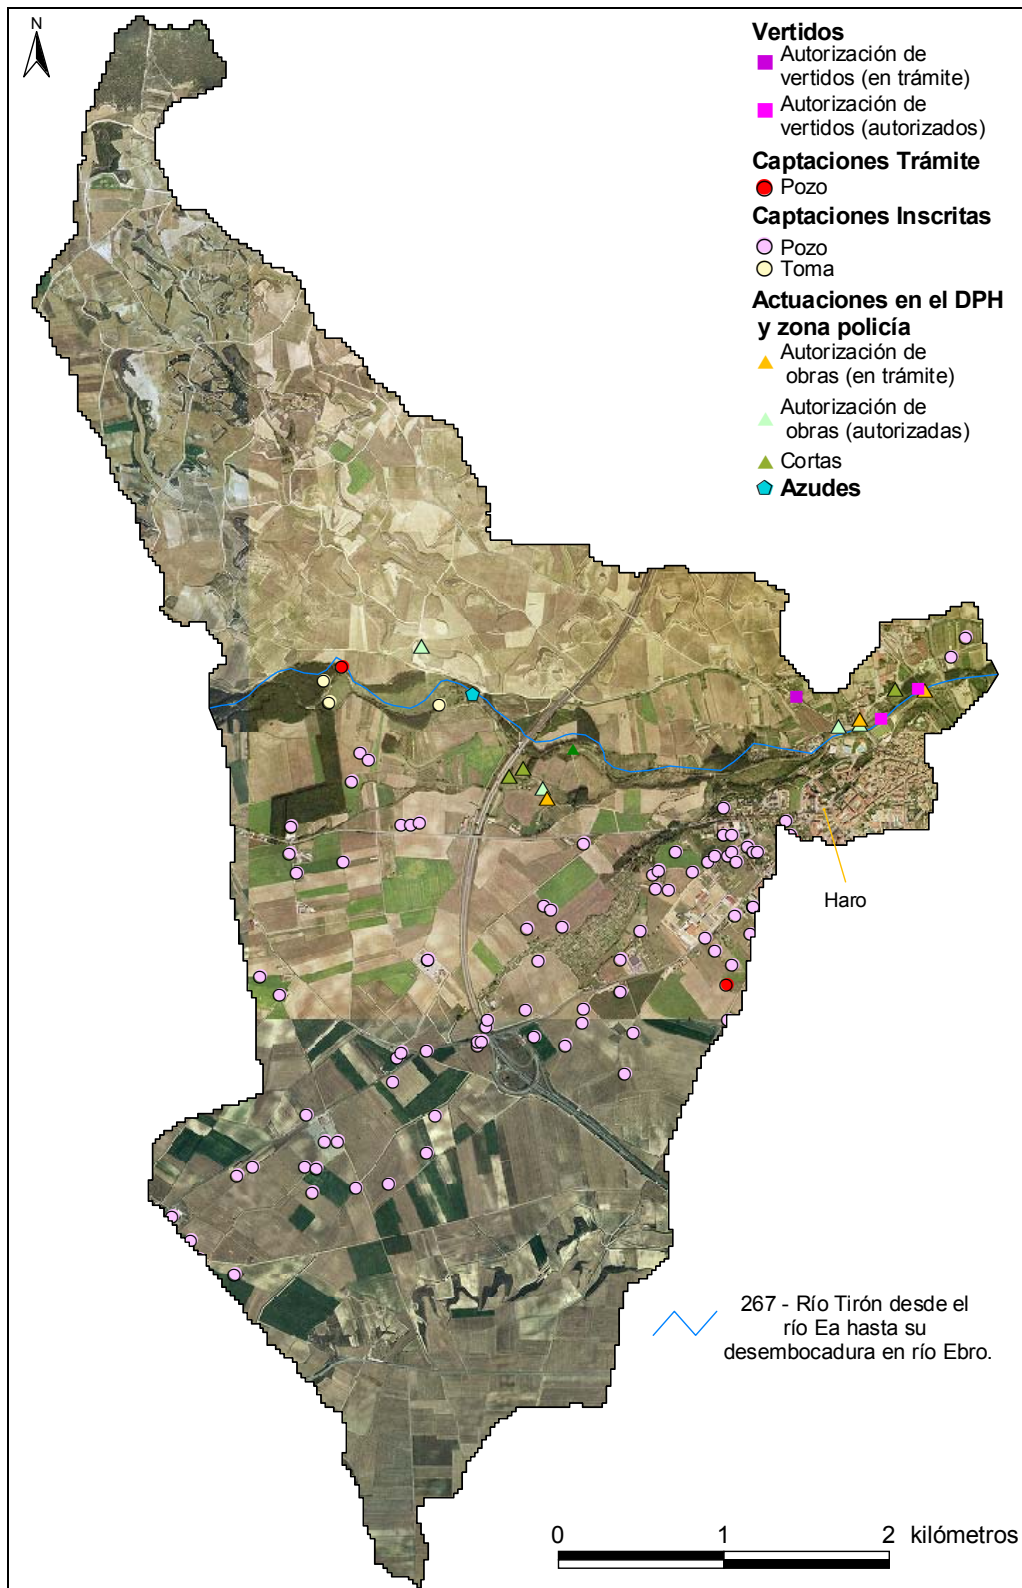 N
Vertidos
Autorización de
vertidos (en trámite)
Autorización de
vertidos (autorizados)
Captaciones Trámite
Pozo
Captaciones Inscritas
Pozo
Toma
Actuaciones en el DPH
y zona policía
Autorización de
obras (en trámite)
Autorización de
obras (autorizadas)
Cortas
Azudes
Haro
267 - Río Tirón desde el
río Ea hasta su
desembocadura en río Ebro.
0 1 2 kilómetros